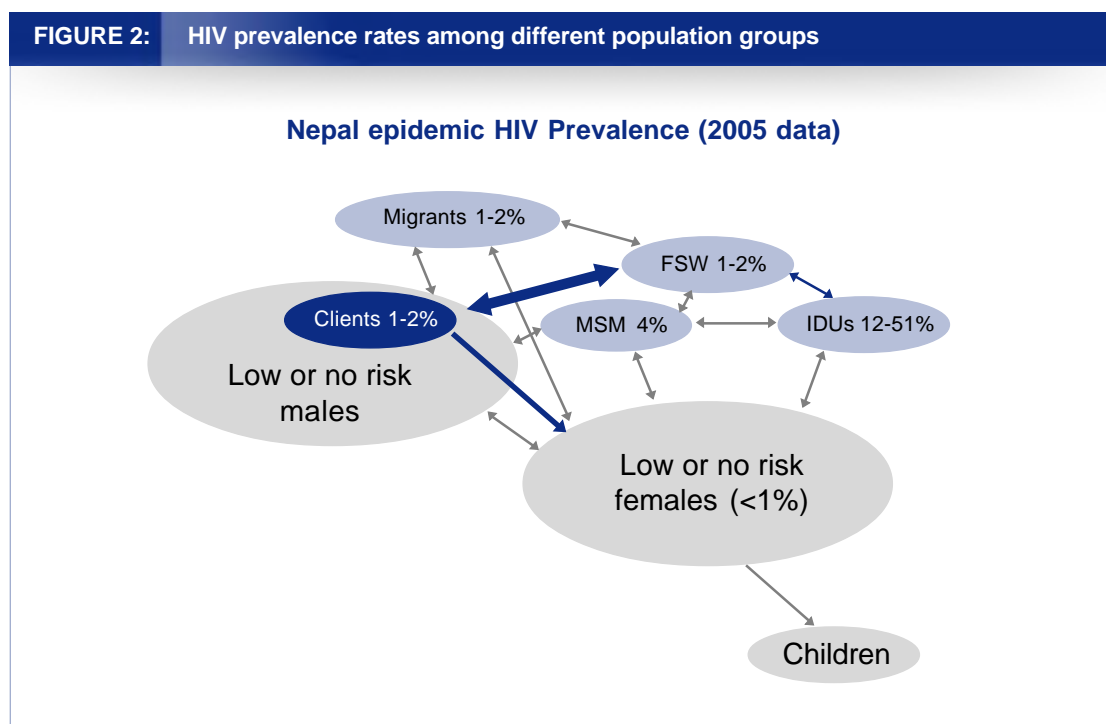 FIGURE 2: HIV prevalence rates among different population groups
Nepal epidemic HIV Prevalence (2005 data)
Migrants 1-2%
FSW 1-2%
Clients 1-2%
MSM 4%
IDUs 12-51%
Low or no risk
males
Low or no risk
females (<1%)
Children